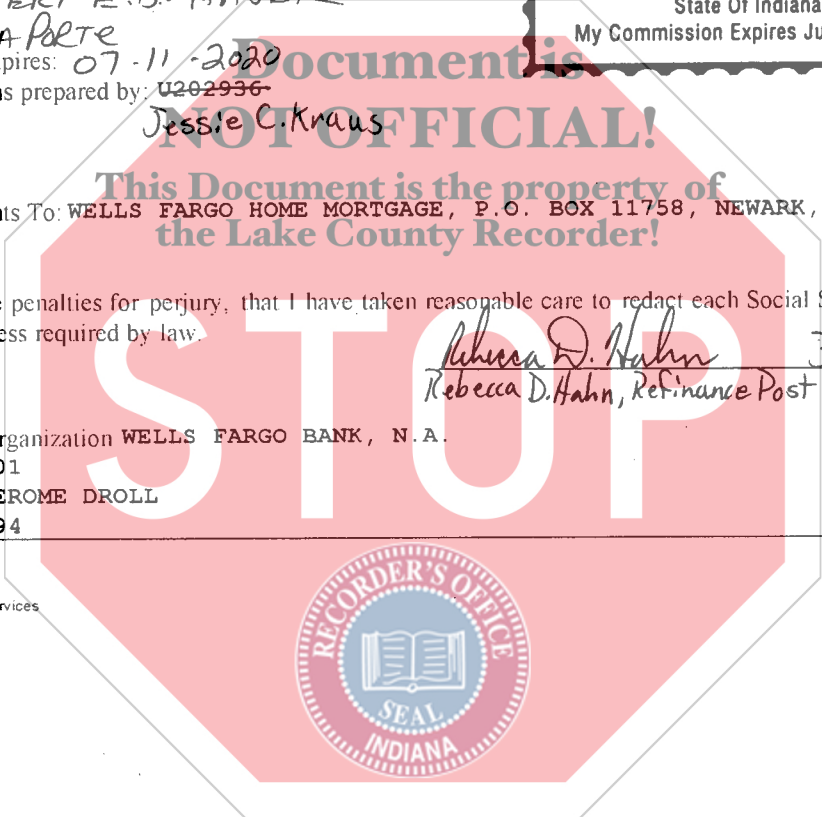 State Of Indiana
A PORTE
My Commission Expires Ju
pires: 07-11-2020
Document is
s prepared by: U202936
Jessie C. Kraus
NOT OFFICIAL!
This Document is the property of
ts To: WELLS FARGO HOME MORTGAGE, P.O. BOX 11758, NEWARK,
the Lake County Recorder!
e penalties for perjury, that I have taken reasonable care to redact each Social S
ess required by law.
STOP
Rebecca D. Hahn
Rebecca D. Hahn, Refinance Post
rganization WELLS FARGO BANK, N.A.
01
EROME DROLL
94
rvices
RECORDER'S OFFICE
SEAL
INDIANA